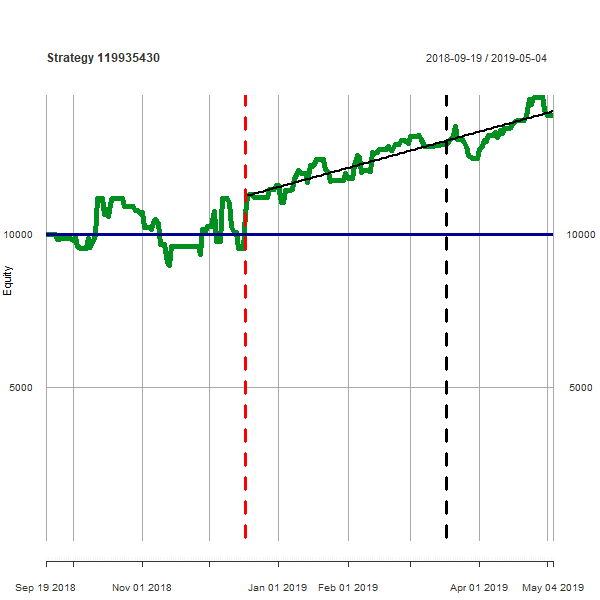 Strategy 119935430
2018-09-19 / 2019-05-04
10000
10000
Equity
5000
5000
Sep 19 2018
Nov 01 2018
Jan 01 2019
Feb 01 2019
Apr 01 2019
May 04 2019